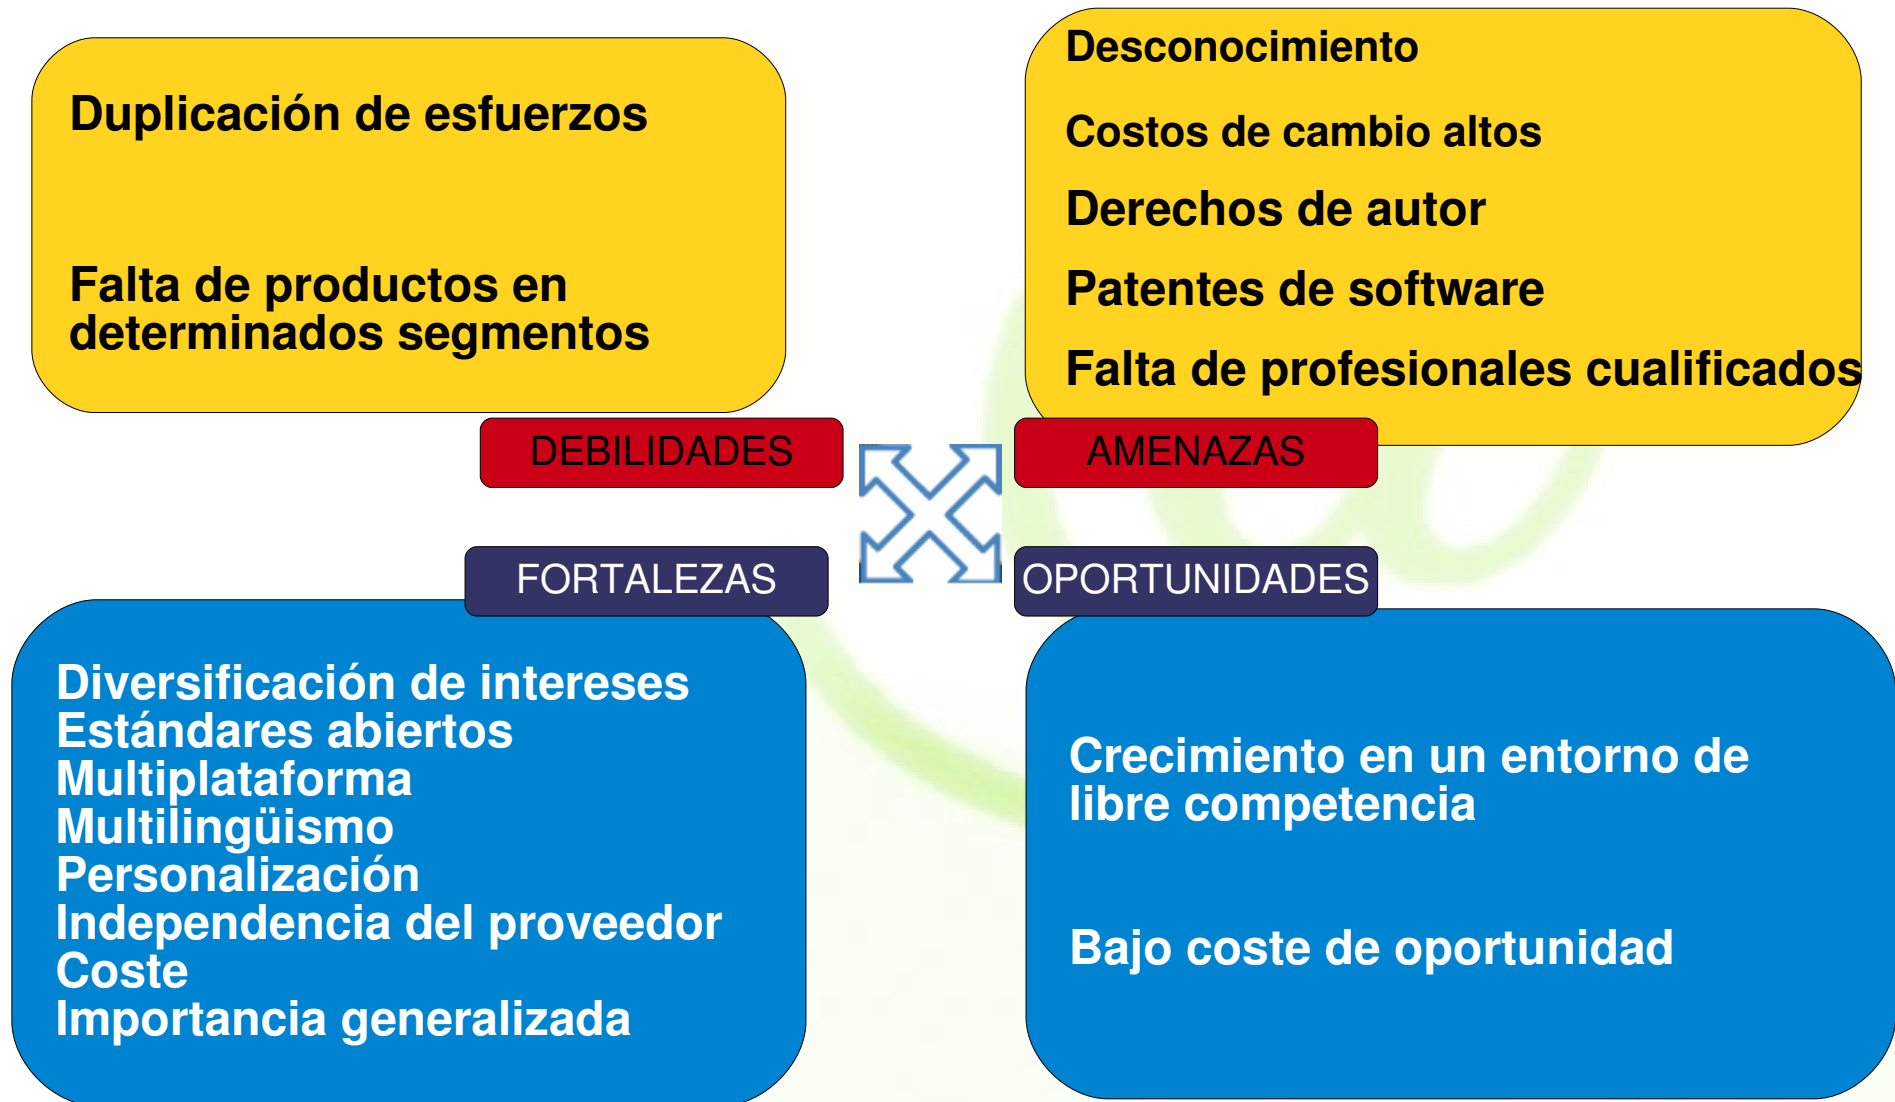 Duplicación de esfuerzos
Falta de productos en
determinados segmentos
DEBILIDADES
Desconocimiento
Costos de cambio altos
Derechos de autor
Patentes de software
Falta de profesionales cualificados
AMENAZAS
FORTALEZAS
Diversificación de intereses
Estándares abiertos
Multiplataforma
Multilingüismo
Personalización
Independencia del proveedor
Coste
Importancia generalizada
OPORTUNIDADES
Crecimiento en un entorno de
libre competencia
Bajo coste de oportunidad